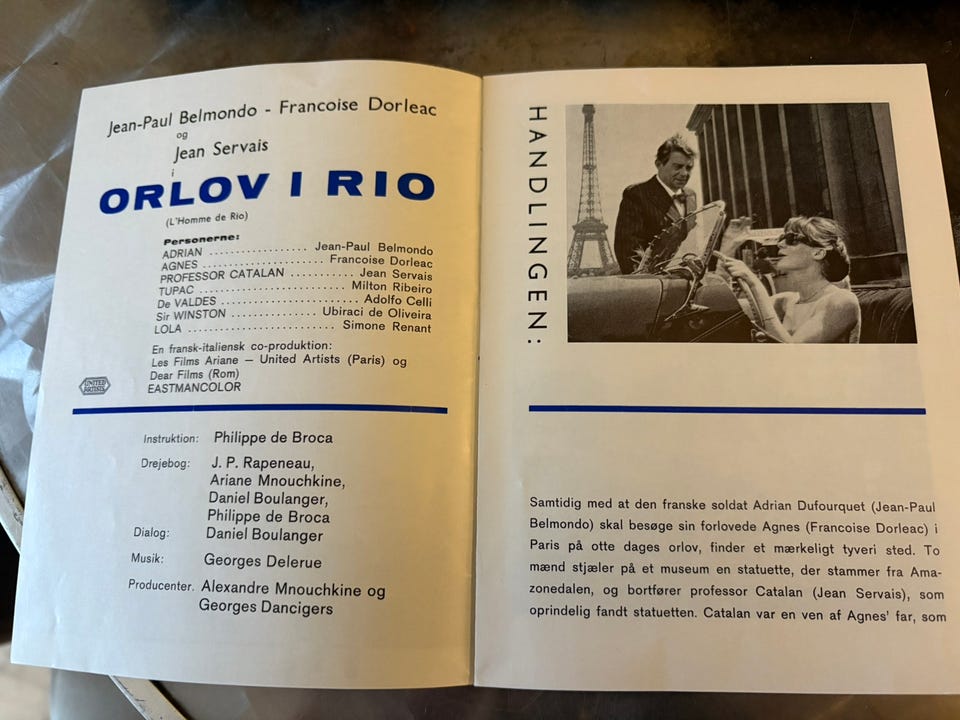 Jean-Paul Belmondo - Francoise Dorleac
og
Jean Servais
i
ORLOV I RIO
(L'Homme de Rio)
Personerne:
ADRIAN ...................... Jean-Paul Belmondo
AGNES ........................ Francoise Dorleac
PROFESSOR CATALAN ........... Jean Servais
TUPAC ............................. Milton Ribeiro
De VALDES ......................... Adolfo Celli
Sir WINSTON ................ Ubiraci de Oliveira
LOLA ............................ Simone Renant
En fransk-italiensk co-produktion:
Les Films Ariane — United Artists (Paris) og
Dear Films (Rom)
EASTMANCOLOR
UNITED
ARTISTS
Instruktion: Philippe de Broca
Drejebog: J. P. Rapeneau,
Ariane Mnouchkine,
Daniel Boulanger,
Philippe de Broca
Dialog: Daniel Boulanger
Musik: Georges Delerue
Producenter. Alexandre Mnouchkine og
Georges Dancigers
HANDLINGEN:
Samtidig med at den franske soldat Adrian Dufourquet (Jean-Paul
Belmondo) skal besøge sin forlovede Agnes (Francoise Dorleac) i
Paris på otte dages orlov, finder et mærkeligt tyveri sted. To
mænd stjæler på et museum en statuette, der stammer fra Ama-
zonedalen, og bortfører professor Catalan (Jean Servais), som
oprindelig fandt statuetten. Catalan var en ven af Agnes' far, som